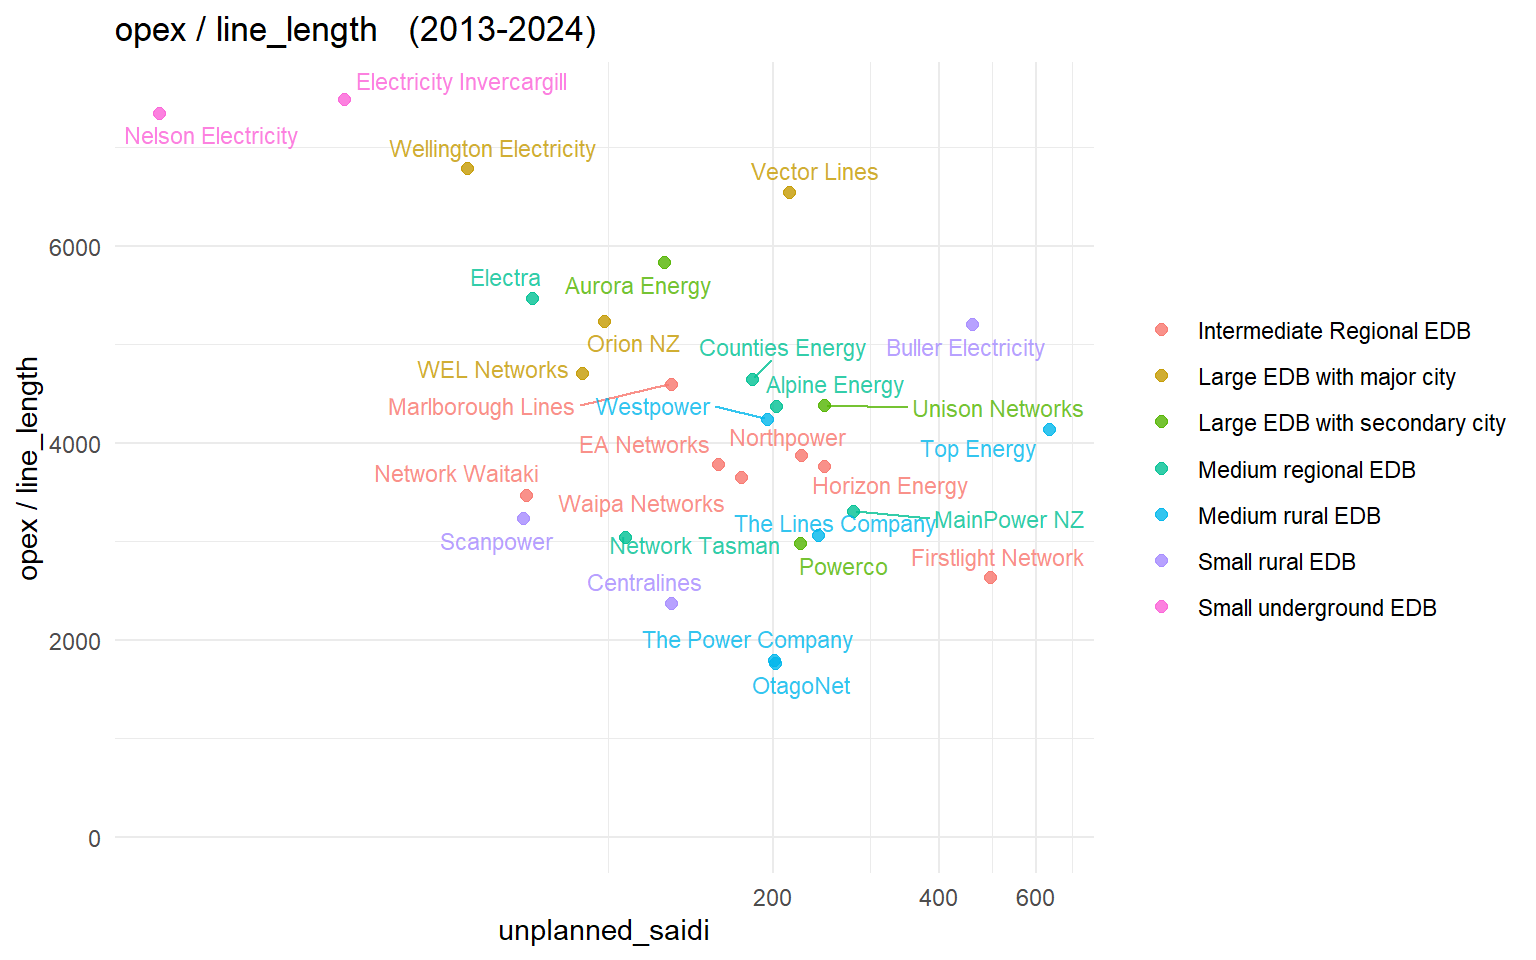 opex / line_length   (2013-2024)
Electricity Invercargill
Nelson Electricity
Wellington Electricity
Vector Lines
6000
Electra
Aurora Energy
Orion NZ
Counties Energy
Buller Electricity
WEL Networks
Alpine Energy
Marlborough Lines
Westpower
Unison Networks
4000
EA Networks
Northpower
Top Energy
Network Waitaki
Horizon Energy
Waipa Networks
The Lines Company
MainPower NZ
Scanpower
Network Tasman
Firstlight Network
Powerco
Centralines
2000
The Power Company
OtagoNet
0
200
400
600
unplanned_saidi
opex / line_length
Intermediate Regional EDB
Large EDB with major city
Large EDB with secondary city
Medium regional EDB
Medium rural EDB
Small rural EDB
Small underground EDB